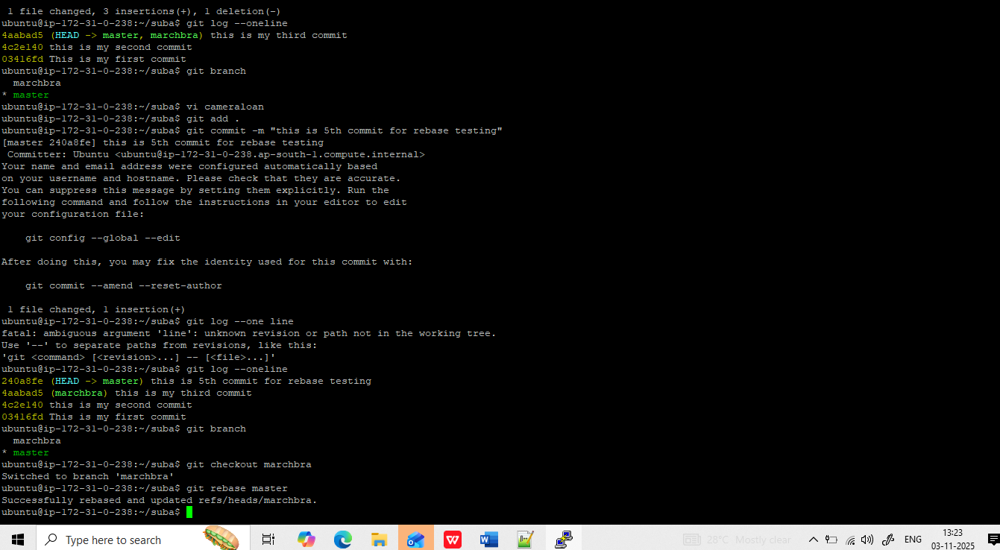 1 file changed, 3 insertions(+), 1 deletion(-)
ubuntu@ip-172-31-0-238:~/suba$ git log --oneline
4aabad5 (HEAD -> master, marchbra) this is my third commit
4c2e140 this is my second commit
03416fd This is my first commit
ubuntu@ip-172-31-0-238:~/suba$ git branch
  marchbra
* master
ubuntu@ip-172-31-0-238:~/suba$ vi cameraloan
ubuntu@ip-172-31-0-238:~/suba$ git add .
ubuntu@ip-172-31-0-238:~/suba$ git commit -m "this is 5th commit for rebase testing"
[master 240a8fe] this is 5th commit for rebase testing
 Committer: Ubuntu <ubuntu@ip-172-31-0-238.ap-south-1.compute.internal>
Your name and email address were configured automatically based
on your username and hostname. Please check that they are accurate.
You can suppress this message by setting them explicitly. Run the
following command and follow the instructions in your editor to edit
your configuration file:

    git config --global --edit

After doing this, you may fix the identity used for this commit with:

    git commit --amend --reset-author

 1 file changed, 1 insertion(+)
ubuntu@ip-172-31-0-238:~/suba$ git log --one line
fatal: ambiguous argument 'line': unknown revision or path not in the working tree.
Use '--' to separate paths from revisions, like this:
'git <command> [<revision>...] -- [<file>...]'
ubuntu@ip-172-31-0-238:~/suba$ git log --oneline
240a8fe (HEAD -> master) this is 5th commit for rebase testing
4aabad5 (marchbra) this is my third commit
4c2e140 this is my second commit
03416fd This is my first commit
ubuntu@ip-172-31-0-238:~/suba$ git branch
  marchbra
* master
ubuntu@ip-172-31-0-238:~/suba$ git checkout marchbra
Switched to branch 'marchbra'
ubuntu@ip-172-31-0-238:~/suba$ git rebase master
Successfully rebased and updated refs/heads/marchbra.
ubuntu@ip-172-31-0-238:~/suba$
Type here to search
28°C Mostly clear
ENG
13:23
03-11-2025